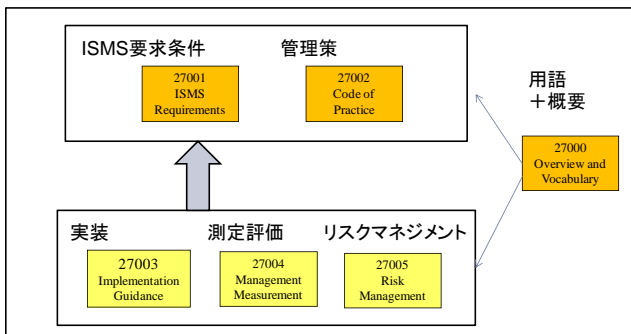 ISMS要求条件
管理策
27001
ISMS
Requirements
27002
Code of
Practice
用語
＋概要
27000
Overview and
Vocabulary
実装
測定評価
リスクマネジメント
27003
Implementation
Guidance
27004
Management
Measurement
27005
Risk
Management